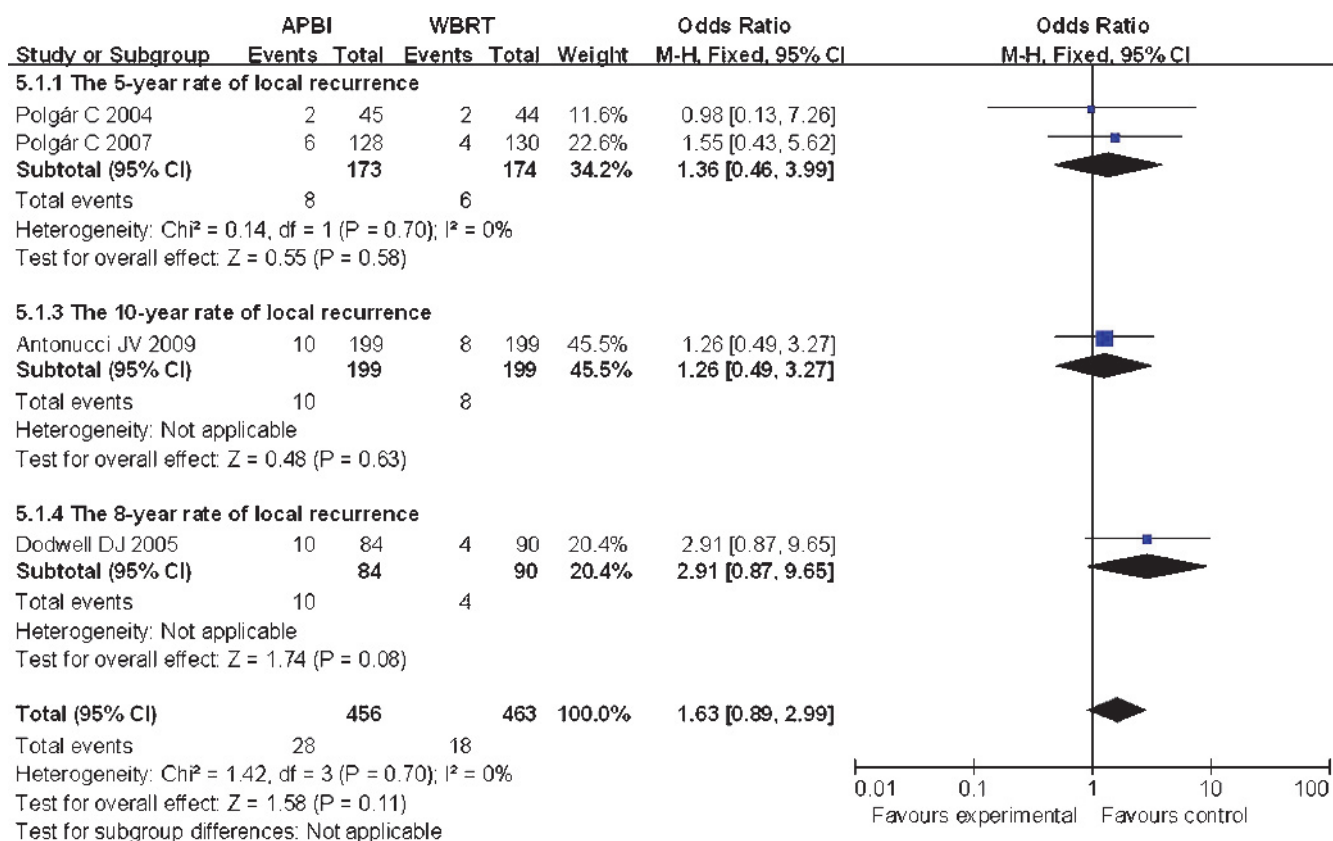 APBI WBRT Odds Ratio Odds Ratio
Study or Subgroup Events Total Events Total Weight M-H, Fixed, 95% CI M-H, Fixed, 95% CI
5.1.1 The 5-year rate of local recurrence
Polgár C 2004 2 45 2 44 11.6% 0.98 [0.13, 7.26]
Polgár C 2007 6 128 4 130 22.6% 1.55 [0.43, 5.62]
Subtotal (95% CI) 173 174 34.2% 1.36 [0.46, 3.99]
Total events 8 6
Heterogeneity: Chi² = 0.14, df = 1 (P = 0.70); I² = 0%
Test for overall effect: Z = 0.55 (P = 0.58)
5.1.3 The 10-year rate of local recurrence
Antonucci JV 2009 10 199 8 199 45.5% 1.26 [0.49, 3.27]
Subtotal (95% CI) 199 199 45.5% 1.26 [0.49, 3.27]
Total events 10 8
Heterogeneity: Not applicable
Test for overall effect: Z = 0.48 (P = 0.63)
5.1.4 The 8-year rate of local recurrence
Dodwell DJ 2005 10 84 4 90 20.4% 2.91 [0.87, 9.65]
Subtotal (95% CI) 84 90 20.4% 2.91 [0.87, 9.65]
Total events 10 4
Heterogeneity: Not applicable
Test for overall effect: Z = 1.74 (P = 0.08)
Total (95% CI) 456 463 100.0% 1.63 [0.89, 2.99]
Total events 28 18
Heterogeneity: Chi² = 1.42, df = 3 (P = 0.70); I² = 0%
Test for overall effect: Z = 1.58 (P = 0.11)
Test for subgroup differences: Not applicable
0.01 0.1 1 10 100
Favours experimental Favours control